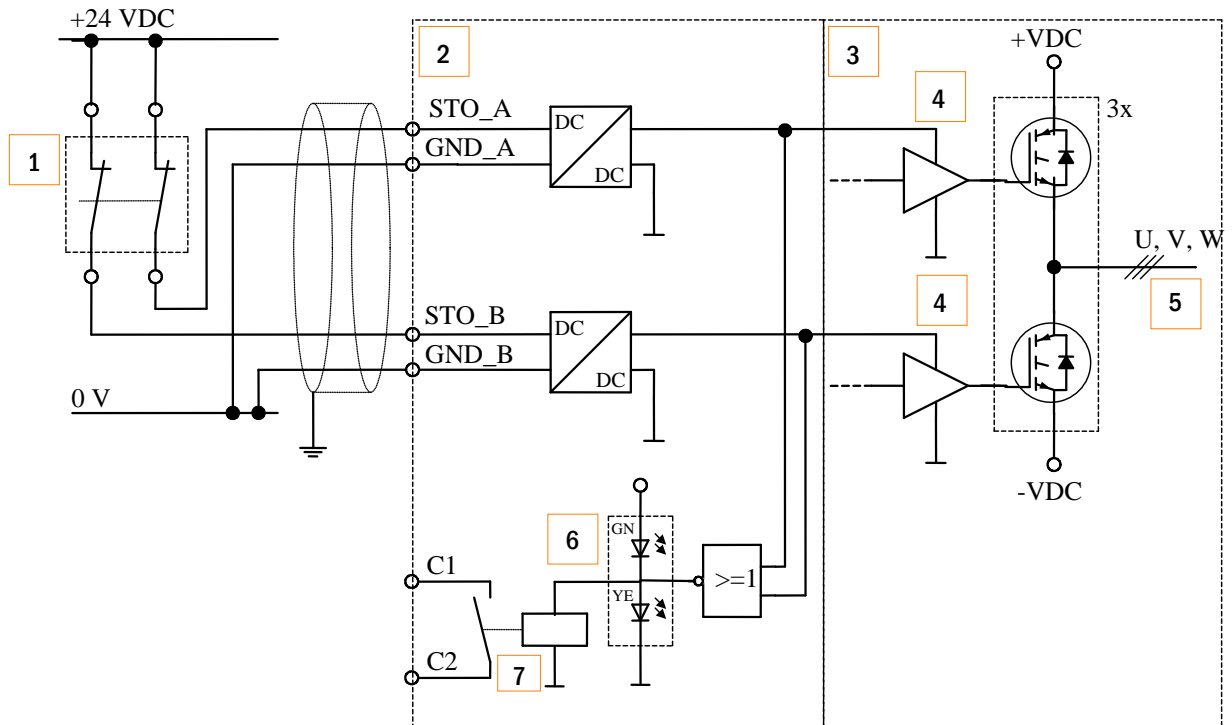 +24 VDC
2
3
+VDC
4
3x
STO_A
GND_A
DC
DC
1
U, V, W
5
4
STO_B
GND_B
DC
DC
0 V
-VDC
6
GN
YE
>=1
C1
C2
7